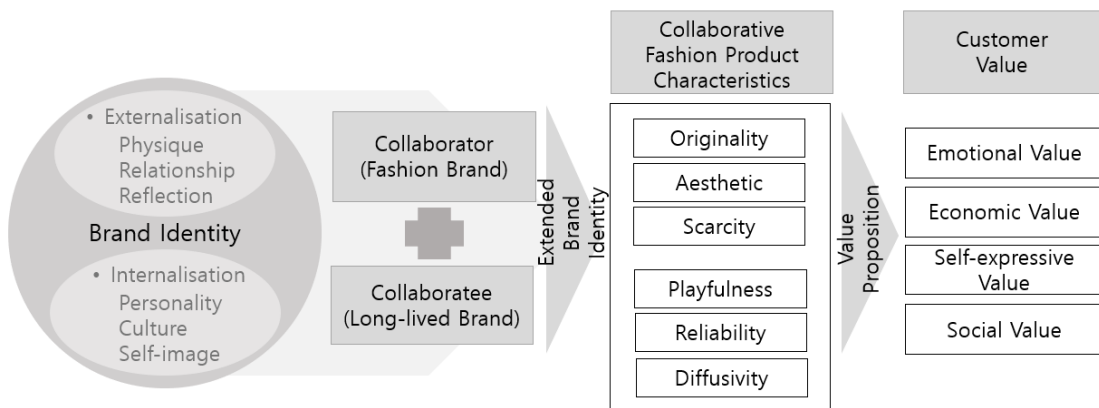 • Externalisation
Physique
Relationship
Reflection
Brand Identity
• Internalisation
Personality
Culture
Self-image
Collaborator
(Fashion Brand)
Collaboratee
(Long-lived Brand)
Extended
Brand
Identity
Collaborative
Fashion Product
Characteristics
Originality
Aesthetic
Scarcity
Playfulness
Reliability
Diffusivity
Value
Proposition
Customer
Value
Emotional Value
Economic Value
Self-expressive
Value
Social Value